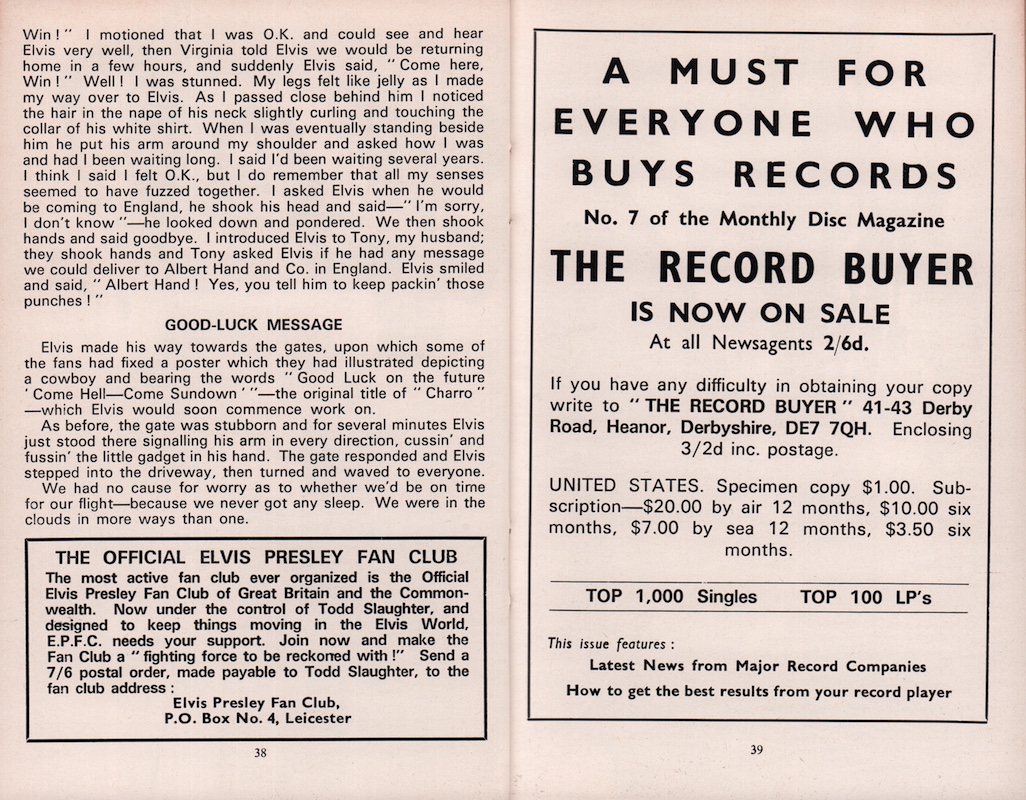 Win ! " I motioned that I was O.K. and could see and hear
Elvis very well, then Virginia told Elvis we would be returning
home in a few hours, and suddenly Elvis said, " Come here,
Win ! " Well ! I was stunned. My legs felt like jelly as I made
my way over to Elvis. As I passed close behind him I noticed
the hair in the nape of his neck slightly curling and touching the
collar of his white shirt. When I was eventually standing beside
him he put his arm around my shoulder and asked how I was
and had I been waiting long. I said I'd been waiting several years.
I think I said I felt O.K., but I do remember that all my senses
seemed to have fuzzed together. I asked Elvis when he would
be coming to England, he shook his head and said—" I'm sorry,
I don't know "—he looked down and pondered. We then shook
hands and said goodbye. I introduced Elvis to Tony, my husband;
they shook hands and Tony asked Elvis if he had any message
we could deliver to Albert Hand and Co. in England. Elvis smiled
and said, " Albert Hand ! Yes, you tell him to keep packin' those
punches ! "
GOOD-LUCK MESSAGE
Elvis made his way towards the gates, upon which some of
the fans had fixed a poster which they had illustrated depicting
a cowboy and bearing the words " Good Luck on the future
' Come Hell—Come Sundown ' "—the original title of " Charro "
—which Elvis would soon commence work on.
As before, the gate was stubborn and for several minutes Elvis
just stood there signalling his arm in every direction, cussin' and
fussin' the little gadget in his hand. The gate responded and Elvis
stepped into the driveway, then turned and waved to everyone.
We had no cause for worry as to whether we'd be on time
for our flight—because we never got any sleep. We were in the
clouds in more ways than one.
THE OFFICIAL ELVIS PRESLEY FAN CLUB
The most active fan club ever organized is the Official
Elvis Presley Fan Club of Great Britain and the Common-
wealth. Now under the control of Todd Slaughter, and
designed to keep things moving in the Elvis World,
E.P.F.C. needs your support. Join now and make the
Fan Club a " fighting force to be reckoned with !" Send a
7/6 postal order, made payable to Todd Slaughter, to the
fan club address :
Elvis Presley Fan Club,
P.O. Box No. 4, Leicester
38
A MUST FOR
EVERYONE WHO
BUYS RECORDS
No. 7 of the Monthly Disc Magazine
THE RECORD BUYER
IS NOW ON SALE
At all Newsagents 2/6d.
If you have any difficulty in obtaining your copy
write to " THE RECORD BUYER " 41-43 Derby
Road, Heanor, Derbyshire, DE7 7QH. Enclosing
3/2d inc. postage.
UNITED STATES. Specimen copy $1.00. Sub-
scription—$20.00 by air 12 months, $10.00 six
months, $7.00 by sea 12 months, $3.50 six
months.
TOP 1,000 Singles TOP 100 LP's
This issue features :
Latest News from Major Record Companies
How to get the best results from your record player
39